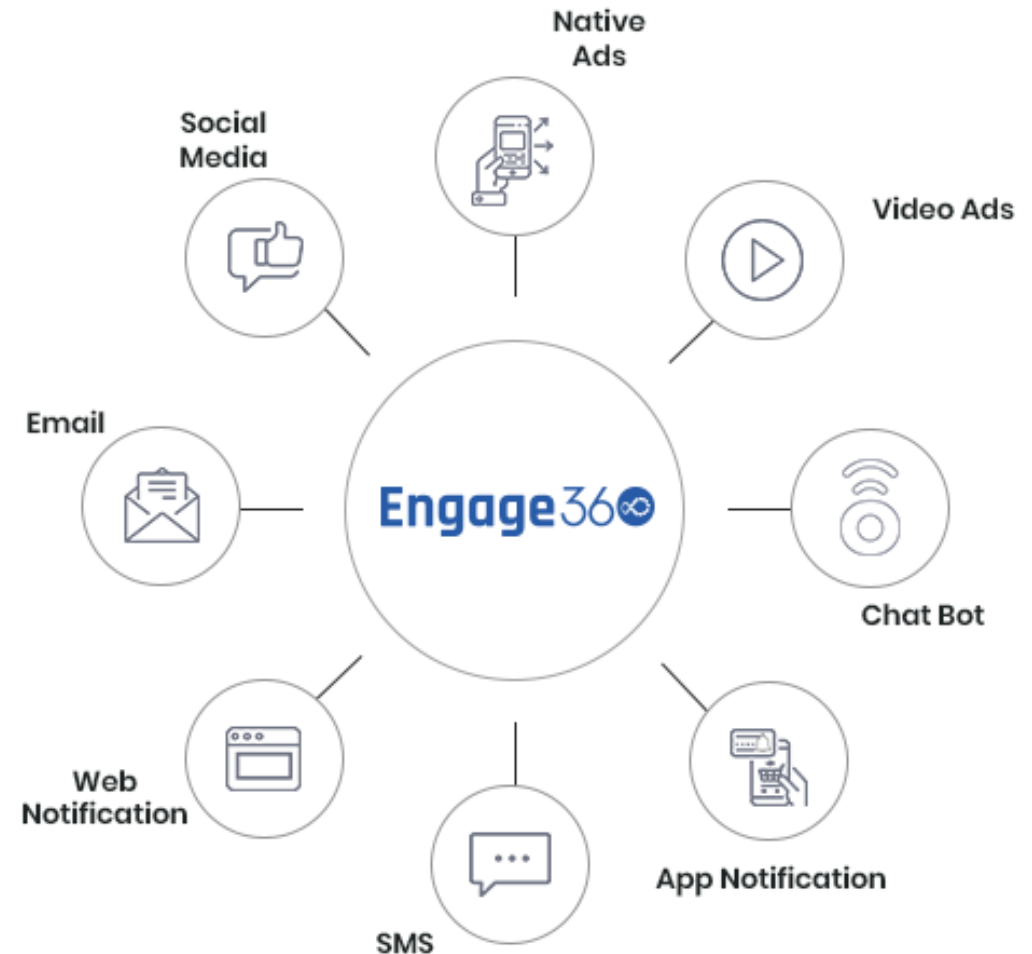 Native
Ads
Social
Media
Video Ads
Email
Engage360
Chat Bot
Web
Notification
App Notification
SMS